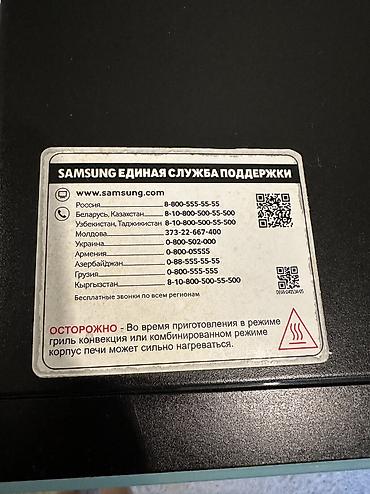 SAMSUNG ЕДИНАЯ СЛУЖБА ПОДДЕРЖКИ
www.samsung.com
Россия 8-800-555-55-55
Беларусь, Казахстан 8-10-800-500-55-500
Узбекистан, Таджикистан 8-10-800-500-55-500
Молдова 373-22-667-400
Украина 0-800-502-000
Армения 0-800-05555
Азербайджан 0-88-555-55-55
Грузия 0-800-555-555
Кыргызстан 8-10-800-500-55-500
Бесплатные звонки по всем регионам
ОСТОРОЖНО - Во время приготовления в режиме
гриль конвекция или комбинированном режиме
корпус печи может сильно нагреваться.